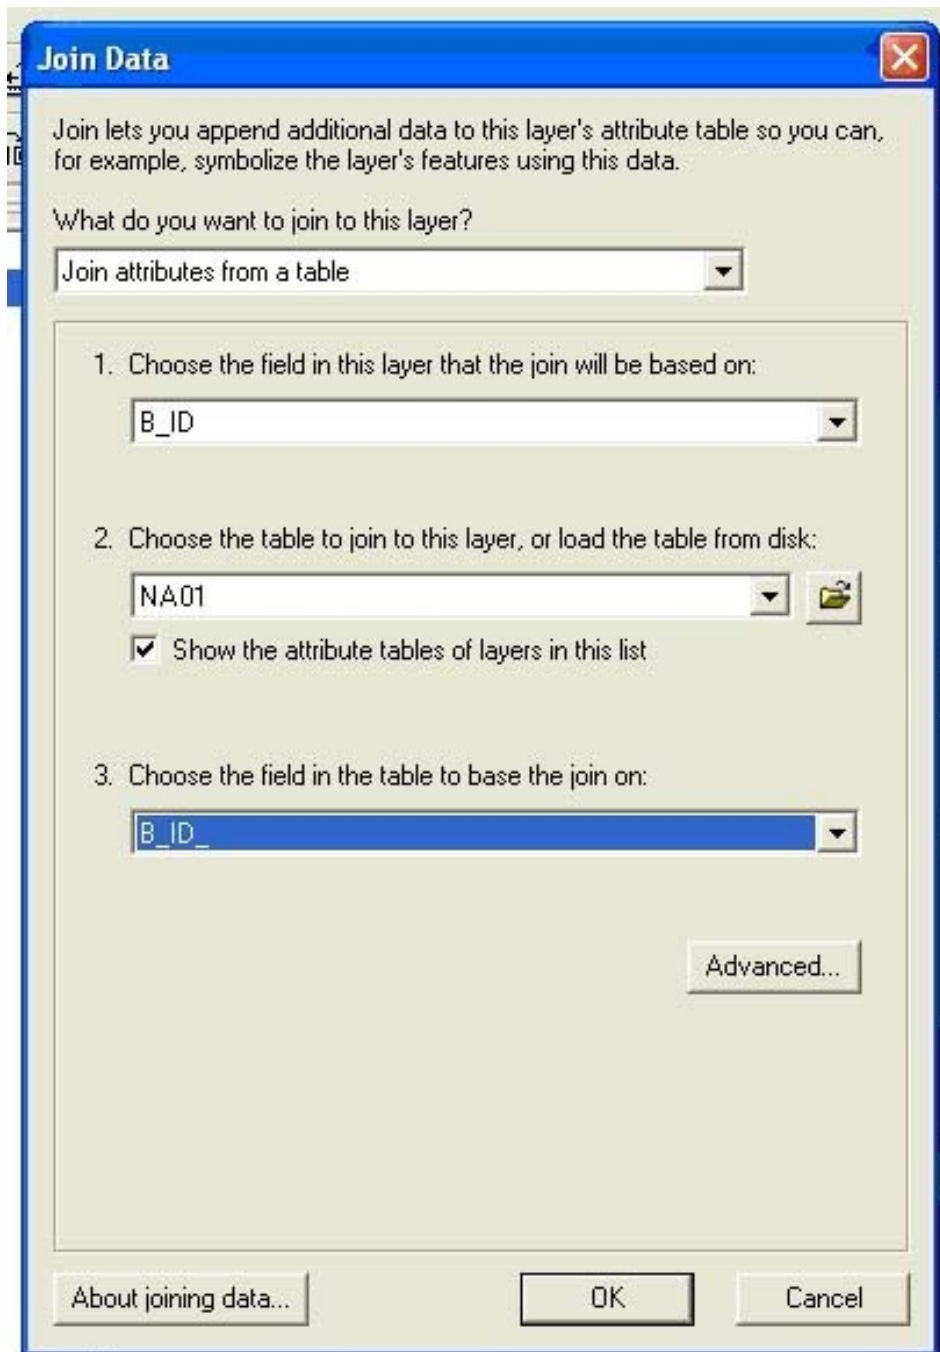 Join Data
Join lets you append additional data to this layer's attribute table so you can,
for example, symbolize the layer's features using this data.
What do you want to join to this layer?
Join attributes from a table
1. Choose the field in this layer that the join will be based on:
B_ID
2. Choose the table to join to this layer, or load the table from disk:
NA01
Show the attribute tables of layers in this list
3. Choose the field in the table to base the join on:
B_ID_
Advanced...
About joining data...
OK
Cancel